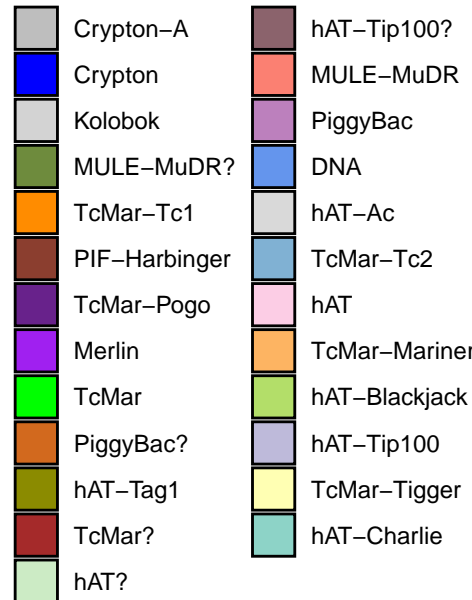 Crypton−A
Crypton
Kolobok
MULE−MuDR?
TcMar−Tc1
PIF−Harbinger
TcMar−Pogo
Merlin
TcMar
PiggyBac?
hAT−Tag1
TcMar?
hAT?
hAT−Tip100?
MULE−MuDR
PiggyBac
DNA
hAT−Ac
TcMar−Tc2
hAT
TcMar−Mariner
hAT−Blackjack
hAT−Tip100
TcMar−Tigger
hAT−Charlie